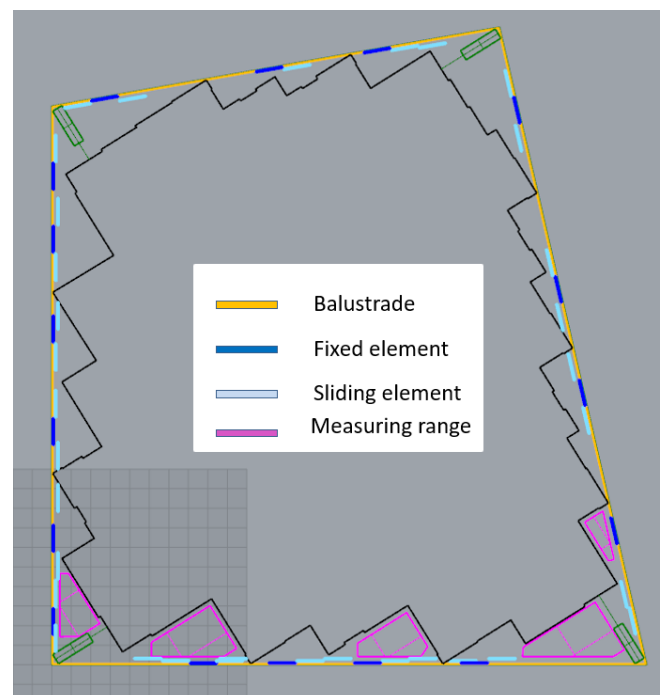 Balustrade
Fixed element
Sliding element
Measuring range